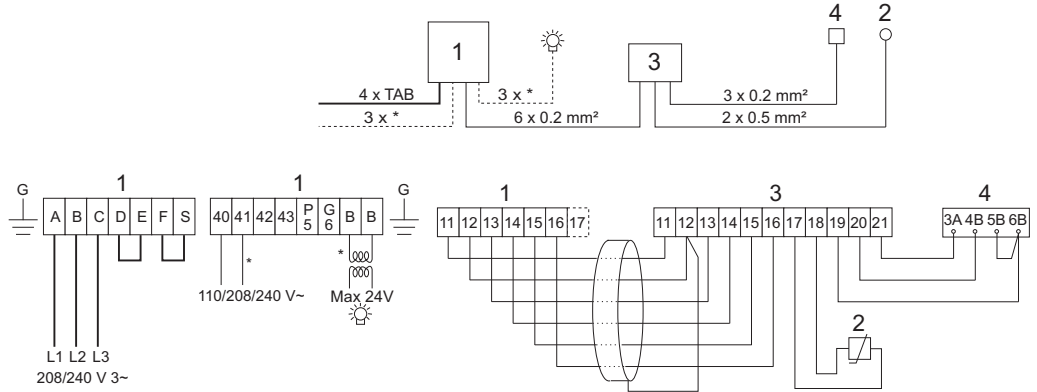 4 2
1
3
4 x TAB 3 x * 3 x 0.2 mm²
3 x * 6 x 0.2 mm² 2 x 0.5 mm²
G 1 1 G 1 3 4
A B C D E F S
40 41 42 43 P5 G6 B B
11 12 13 14 15 16 17
11 12 13 14 15 16 17 18 19 20 21
3A 4B 5B 6B
* *
110/208/240 V~ Max 24V
2
L1 L2 L3
208/240 V 3~